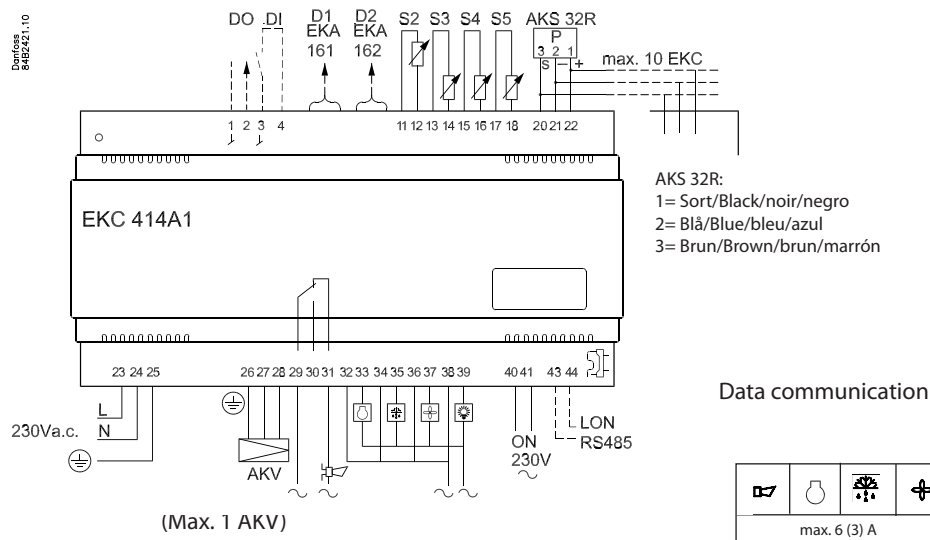 Danfoss
84B2421.10
DO DI D1 D2 S2 S3 S4 S5 AKS 32R
EKA EKA P
161 162 3 2 1
S – +
max. 10 EKC
1 2 3 4 11 12 13 14 15 16 17 18 20 21 22
AKS 32R:
1= Sort/Black/noir/negro
2= Blå/Blue/bleu/azul
3= Brun/Brown/brun/marrón
EKC 414A1
23 24 25 26 27 28 29 30 31 32 33 34 35 36 37 38 39 40 41 43 44
Data communication
L
230Va.c. N
AKV
ON
230V
LON
RS485
(Max. 1 AKV)
max. 6 (3) A